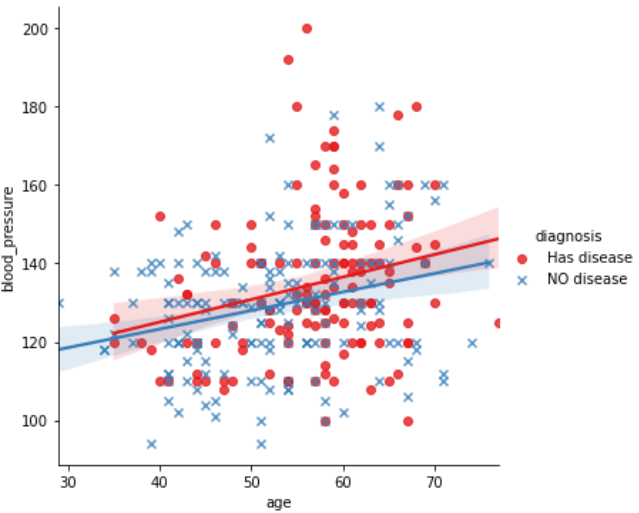 200
180
160
140
120
100
blood_pressure
30 40 50 60 70
age
diagnosis
Has disease
NO disease